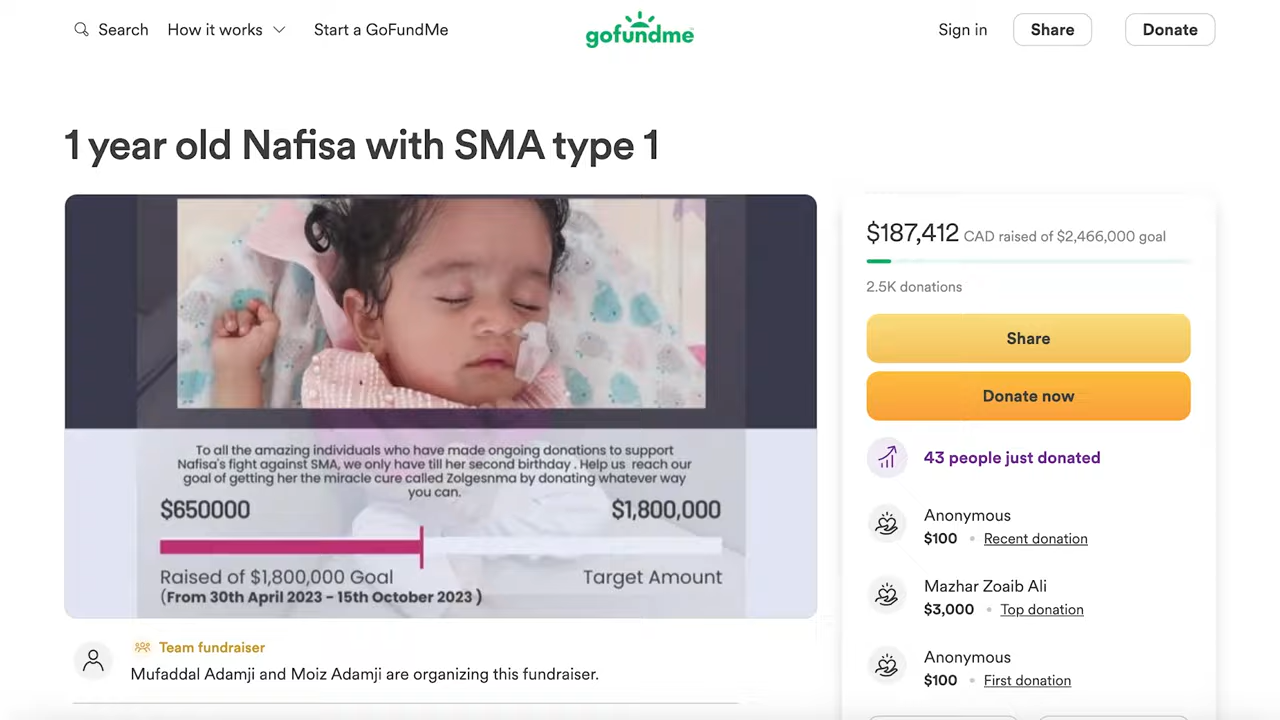 Search How it works Start a GoFundMe gofundme Sign in Share Donate
1 year old Nafisa with SMA type 1
To all the amazing individuals who have made ongoing donations to support
Nafisa's fight against SMA, we only have till her second birthday . Help us reach our
goal of getting her the miracle cure called Zolgesnma by donating whatever way
you can.
$650000 $1,800,000
Raised of $1,800,000 Goal Target Amount
(From 30th April 2023 - 15th October 2023 )
Team fundraiser
Mufaddal Adamji and Moiz Adamji are organizing this fundraiser.
$187,412 CAD raised of $2,466,000 goal
2.5K donations
Share
Donate now
43 people just donated
Anonymous
$100 • Recent donation
Mazhar Zoaib Ali
$3,000 • Top donation
Anonymous
$100 • First donation